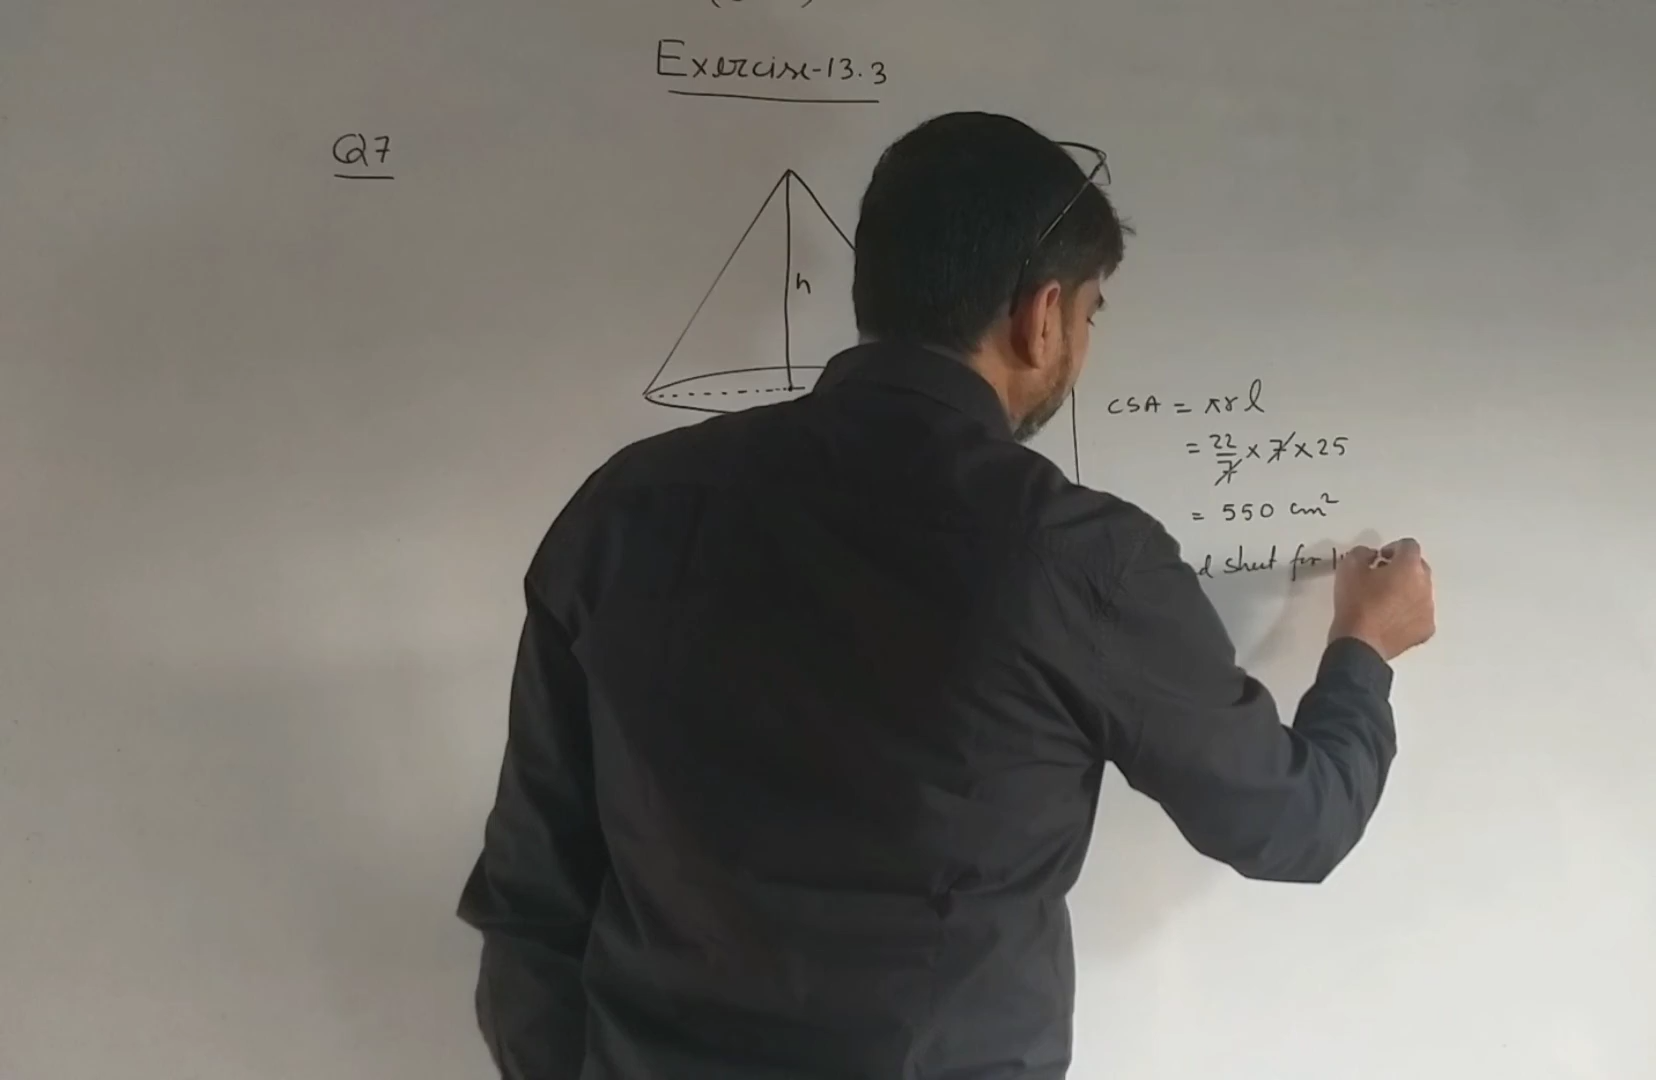 Exercise-13.3
Q7
h
CSA = πrl
= 22/7 × 7 × 25
= 550 cm²
sheet for